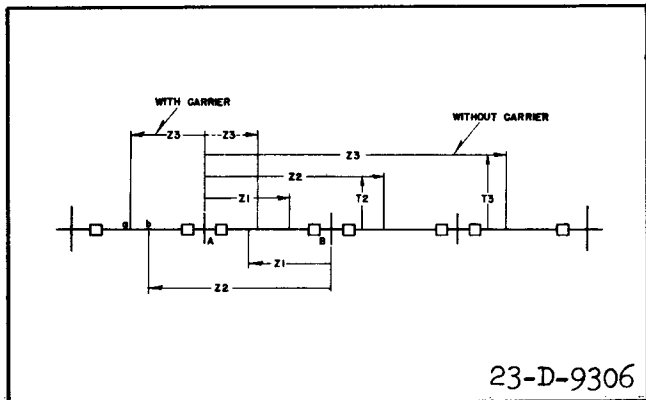 WITH CARRIER
WITHOUT CARRIER
Z3 Z3
Z3
Z2
Z1 T2 T3
a b
A B
Z1
Z2
23-D-9306